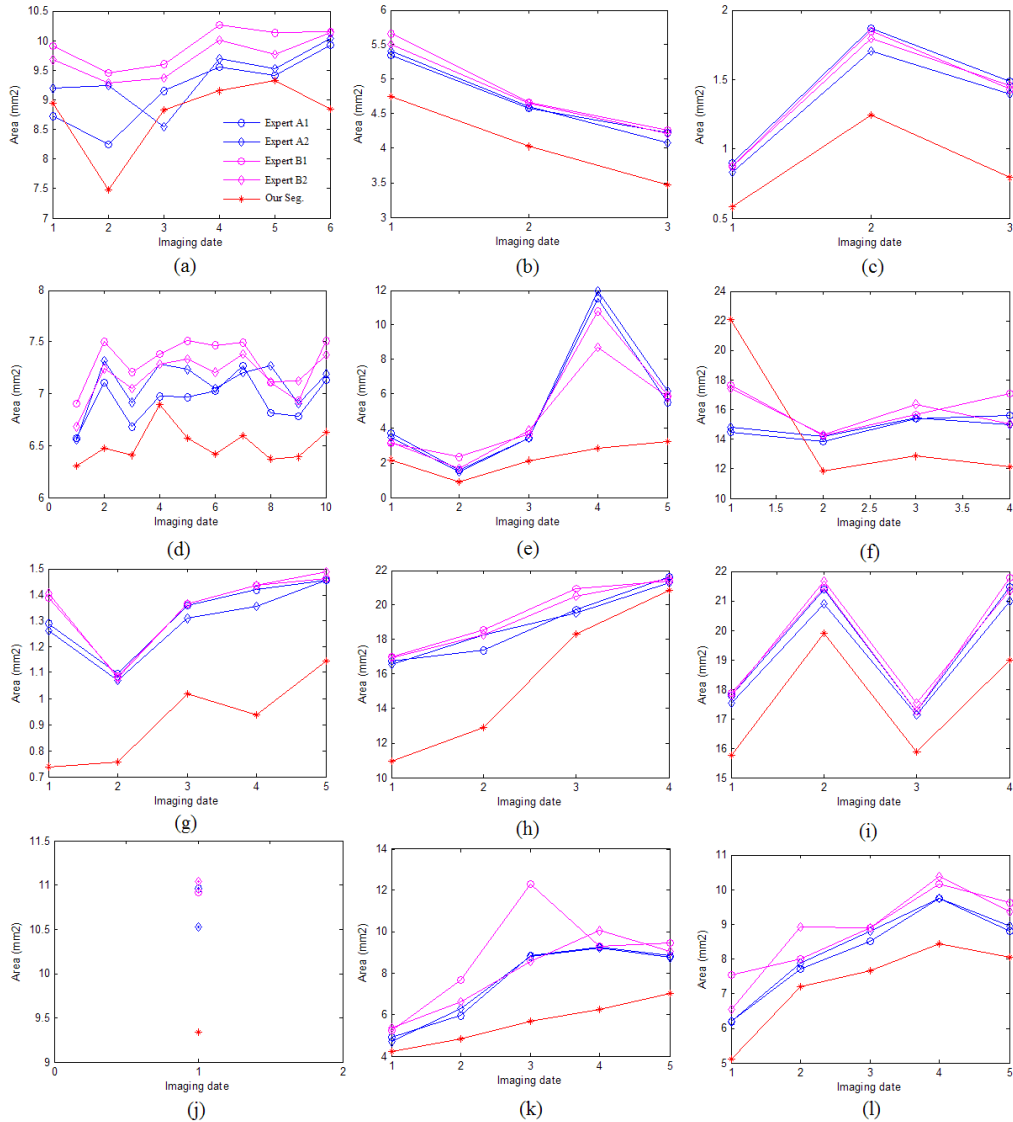 Area (mm2)
10.5
10
9.5
9
8.5
8
7.5
7
1 2 3 4 5 6
Imaging date
Expert A1
Expert A2
Expert B1
Expert B2
Our Seg.
(a)
Area (mm2)
6
5.5
5
4.5
4
3.5
3
1 2 3
Imaging date
(b)
Area (mm2)
2
1.5
1
0.5
1 2 3
Imaging date
(c)
Area (mm2)
8
7.5
7
6.5
6
0 2 4 6 8 10
Imaging date
(d)
Area (mm2)
12
10
8
6
4
2
0
1 2 3 4 5
Imaging date
(e)
Area (mm2)
24
22
20
18
16
14
12
10
1 1.5 2 2.5 3 3.5 4
Imaging date
(f)
Area (mm2)
1.5
1.4
1.3
1.2
1.1
1
0.9
0.8
0.7
1 2 3 4 5
Imaging date
(g)
Area (mm2)
22
20
18
16
14
12
10
1 2 3 4
Imaging date
(h)
Area (mm2)
22
21
20
19
18
17
16
15
1 2 3 4
Imaging date
(i)
Area (mm2)
11.5
11
10.5
10
9.5
9
0 1 2
Imaging date
(j)
Area (mm2)
14
12
10
8
6
4
1 2 3 4 5
Imaging date
(k)
Area (mm2)
11
10
9
8
7
6
5
1 2 3 4 5
Imaging date
(l)